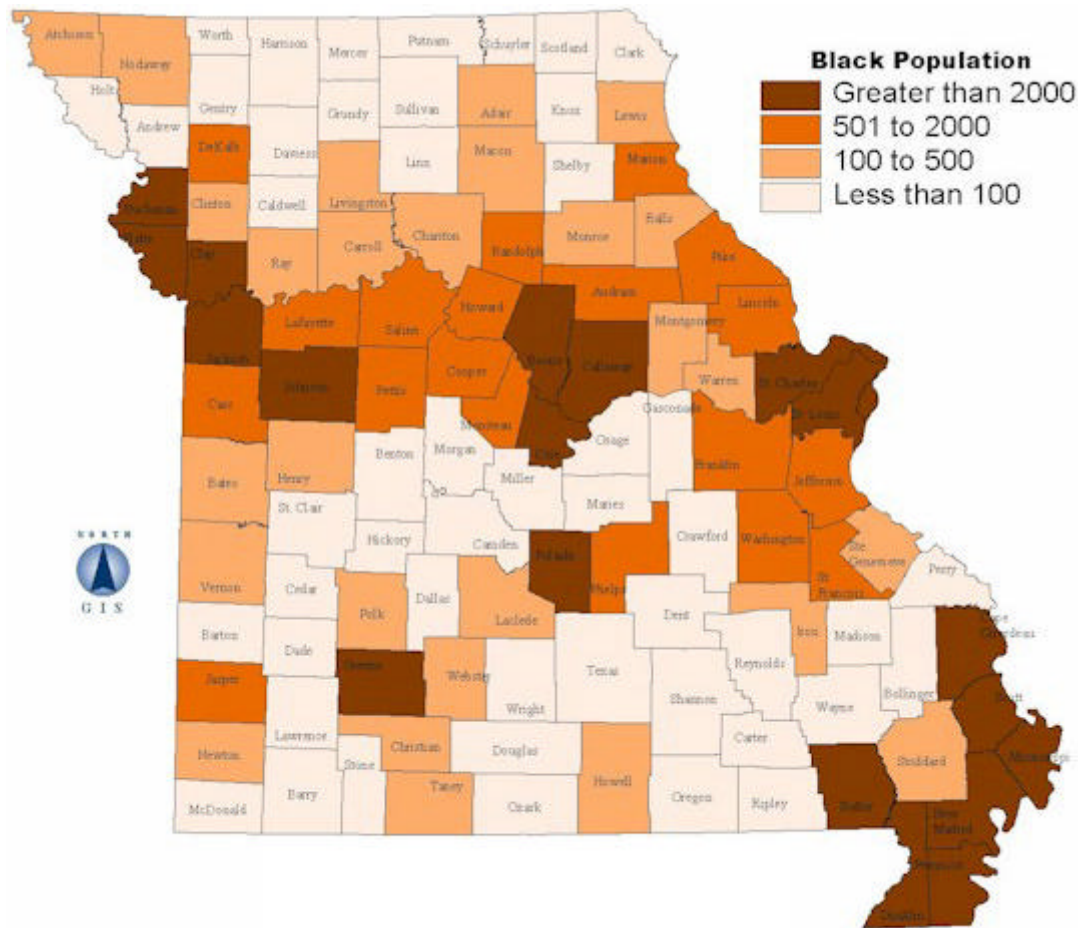 Black Population
Greater than 2000
501 to 2000
100 to 500
Less than 100
Atchison
Nodaway
Worth
Harrison
Mercer
Putnam
Schuyler
Scotland
Clark
Holt
Andrew
Gentry
DeKalb
Daviess
Grundy
Sullivan
Adair
Knox
Lewis
Linn
Macon
Shelby
Marion
Clinton
Caldwell
Livingston
Chariton
Ralls
Clay
Ray
Carroll
Randolph
Monroe
Pike
Lafayette
Saline
Howard
Audrain
Lincoln
Jackson
Johnson
Pettis
Cooper
Boone
Callaway
Montgomery
Warren
St. Charles
St. Louis
Cass
Moniteau
Cole
Osage
Gasconade
Franklin
Jefferson
Bates
Henry
Benton
Morgan
Miller
Maries
St. Clair
Hickory
Camden
Pulaski
Phelps
Crawford
Washington
Ste.
Genevieve
St
Francois
Perry
Vernon
Cedar
Polk
Dallas
Laclede
Dent
Iron
Madison
Cape
Girardeau
Barton
Dade
Greene
Webster
Wright
Texas
Shannon
Reynolds
Wayne
Bollinger
Scott
Jasper
Lawrence
Christian
Douglas
Carter
Stoddard
Mississippi
Newton
Stone
Taney
Howell
Oregon
Ripley
Butler
New
Madrid
McDonald
Barry
Ozark
Pemiscot
Dunklin
NORTH
GIS